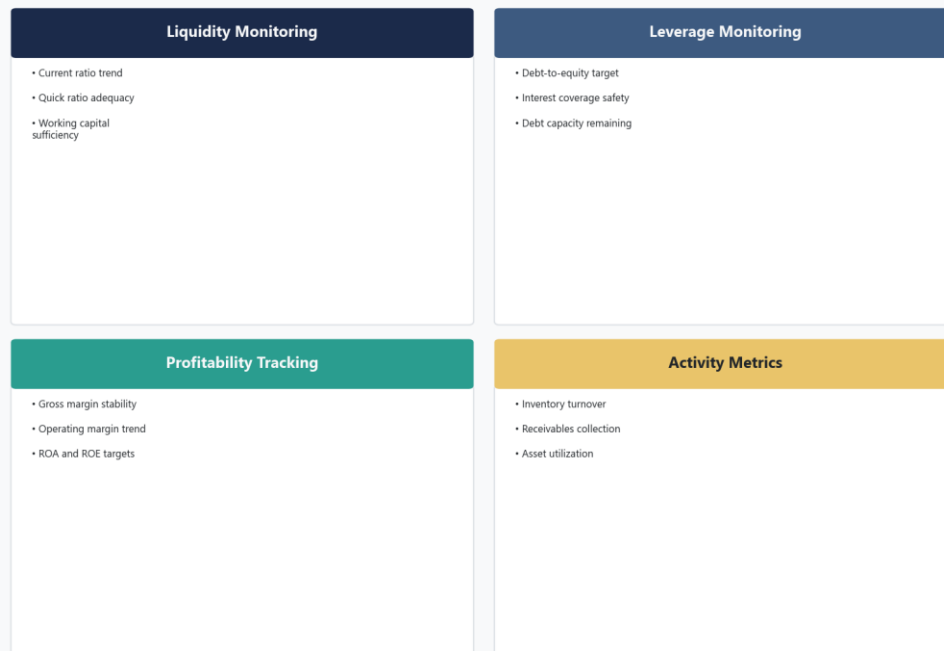 Liquidity Monitoring
• Current ratio trend
• Quick ratio adequacy
• Working capital
sufficiency
Leverage Monitoring
• Debt-to-equity target
• Interest coverage safety
• Debt capacity remaining
Profitability Tracking
• Gross margin stability
• Operating margin trend
• ROA and ROE targets
Activity Metrics
• Inventory turnover
• Receivables collection
• Asset utilization